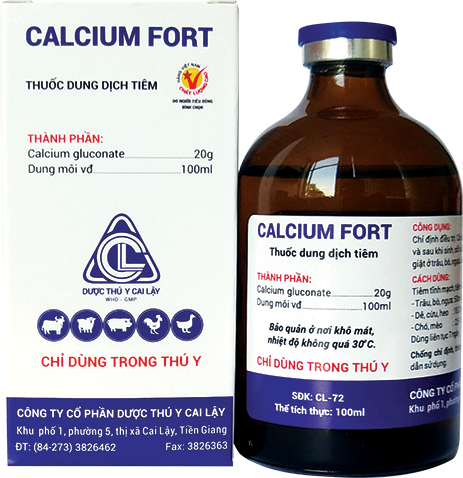 CALCIUM FORT
THUỐC DUNG DỊCH TIÊM
HÀNG VIỆT NAM
CHẤT LƯỢNG CAO
DO NGƯỜI TIÊU DÙNG
BÌNH CHỌN
THÀNH PHẦN:
Calcium gluconate 20g
Dung môi vđ 100ml
CL
DƯỢC THÚ Y CAI LẬY
WHO - GMP
CHỈ DÙNG TRONG THÚ Y
CÔNG TY CỔ PHẦN DƯỢC THÚ Y CAI LẬY
Khu phố 1, phường 5, thị xã Cai Lậy, Tiền Giang
ĐT: (84-273) 3826462 Fax: 3826363
CALCIUM FORT
Thuốc dung dịch tiêm
THÀNH PHẦN:
Calcium gluconate 20g
Dung môi vđ 100ml
Bảo quản ở nơi khô mát,
nhiệt độ không quá 30°C.
CHỈ DÙNG TRONG THÚ Y
SĐK: CL-72
Thể tích thực: 100ml
CÔNG DỤNG:
Chỉ định điều trị
và sau khi sinh,
giật ở trâu, bò,
CÁCH DÙNG:
Tiêm tĩnh mạch,
- Trâu, bò, ngựa:
- Dê, cừu, heo
- Chó, mèo
Dùng liên tục
Chống chỉ định,
dẫn sử dụng.
CÔNG TY CỔ
Khu phố 1, phườ